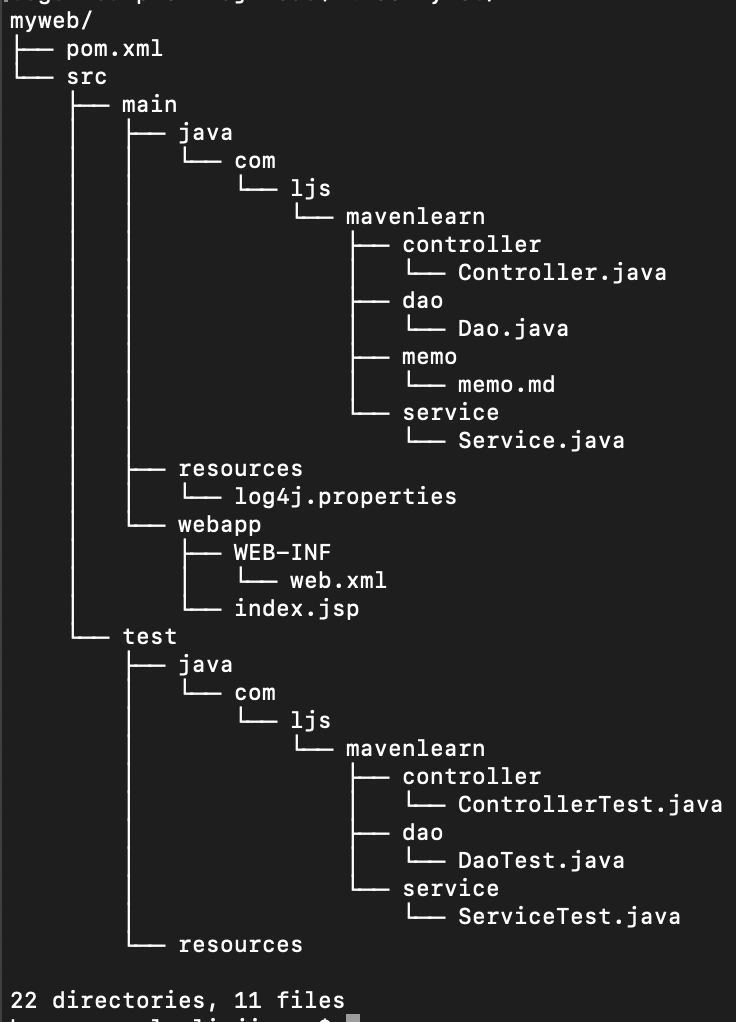 myweb/
├── pom.xml
└── src
    ├── main
    │   ├── java
    │   │   └── com
    │   │       └── ljs
    │   │           └── mavenlearn
    │   │               ├── controller
    │   │               │   └── Controller.java
    │   │               ├── dao
    │   │               │   └── Dao.java
    │   │               ├── memo
    │   │               │   └── memo.md
    │   │               └── service
    │   │                   └── Service.java
    │   ├── resources
    │   │   └── log4j.properties
    │   └── webapp
    │       ├── WEB-INF
    │       │   └── web.xml
    │       └── index.jsp
    └── test
        ├── java
        │   └── com
        │       └── ljs
        │           └── mavenlearn
        │               ├── controller
        │               │   └── ControllerTest.java
        │               ├── dao
        │               │   └── DaoTest.java
        │               └── service
        │                   └── ServiceTest.java
        └── resources
22 directories, 11 files